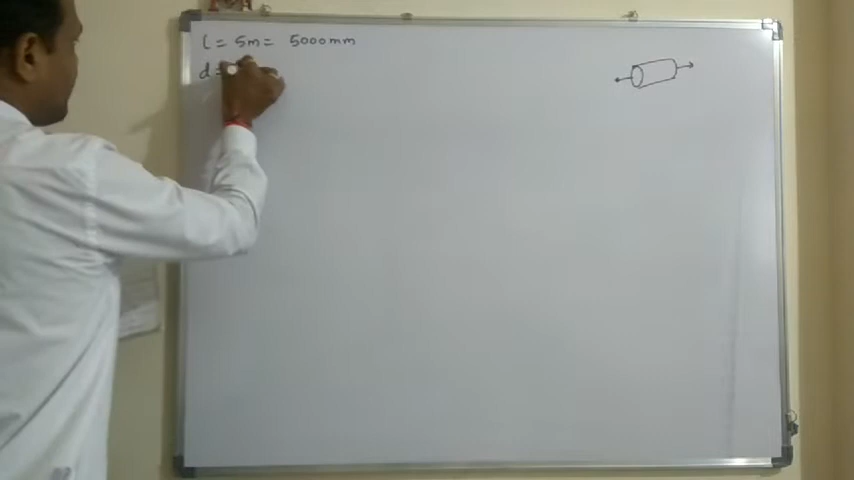 l = 5m = 5000mm
d =